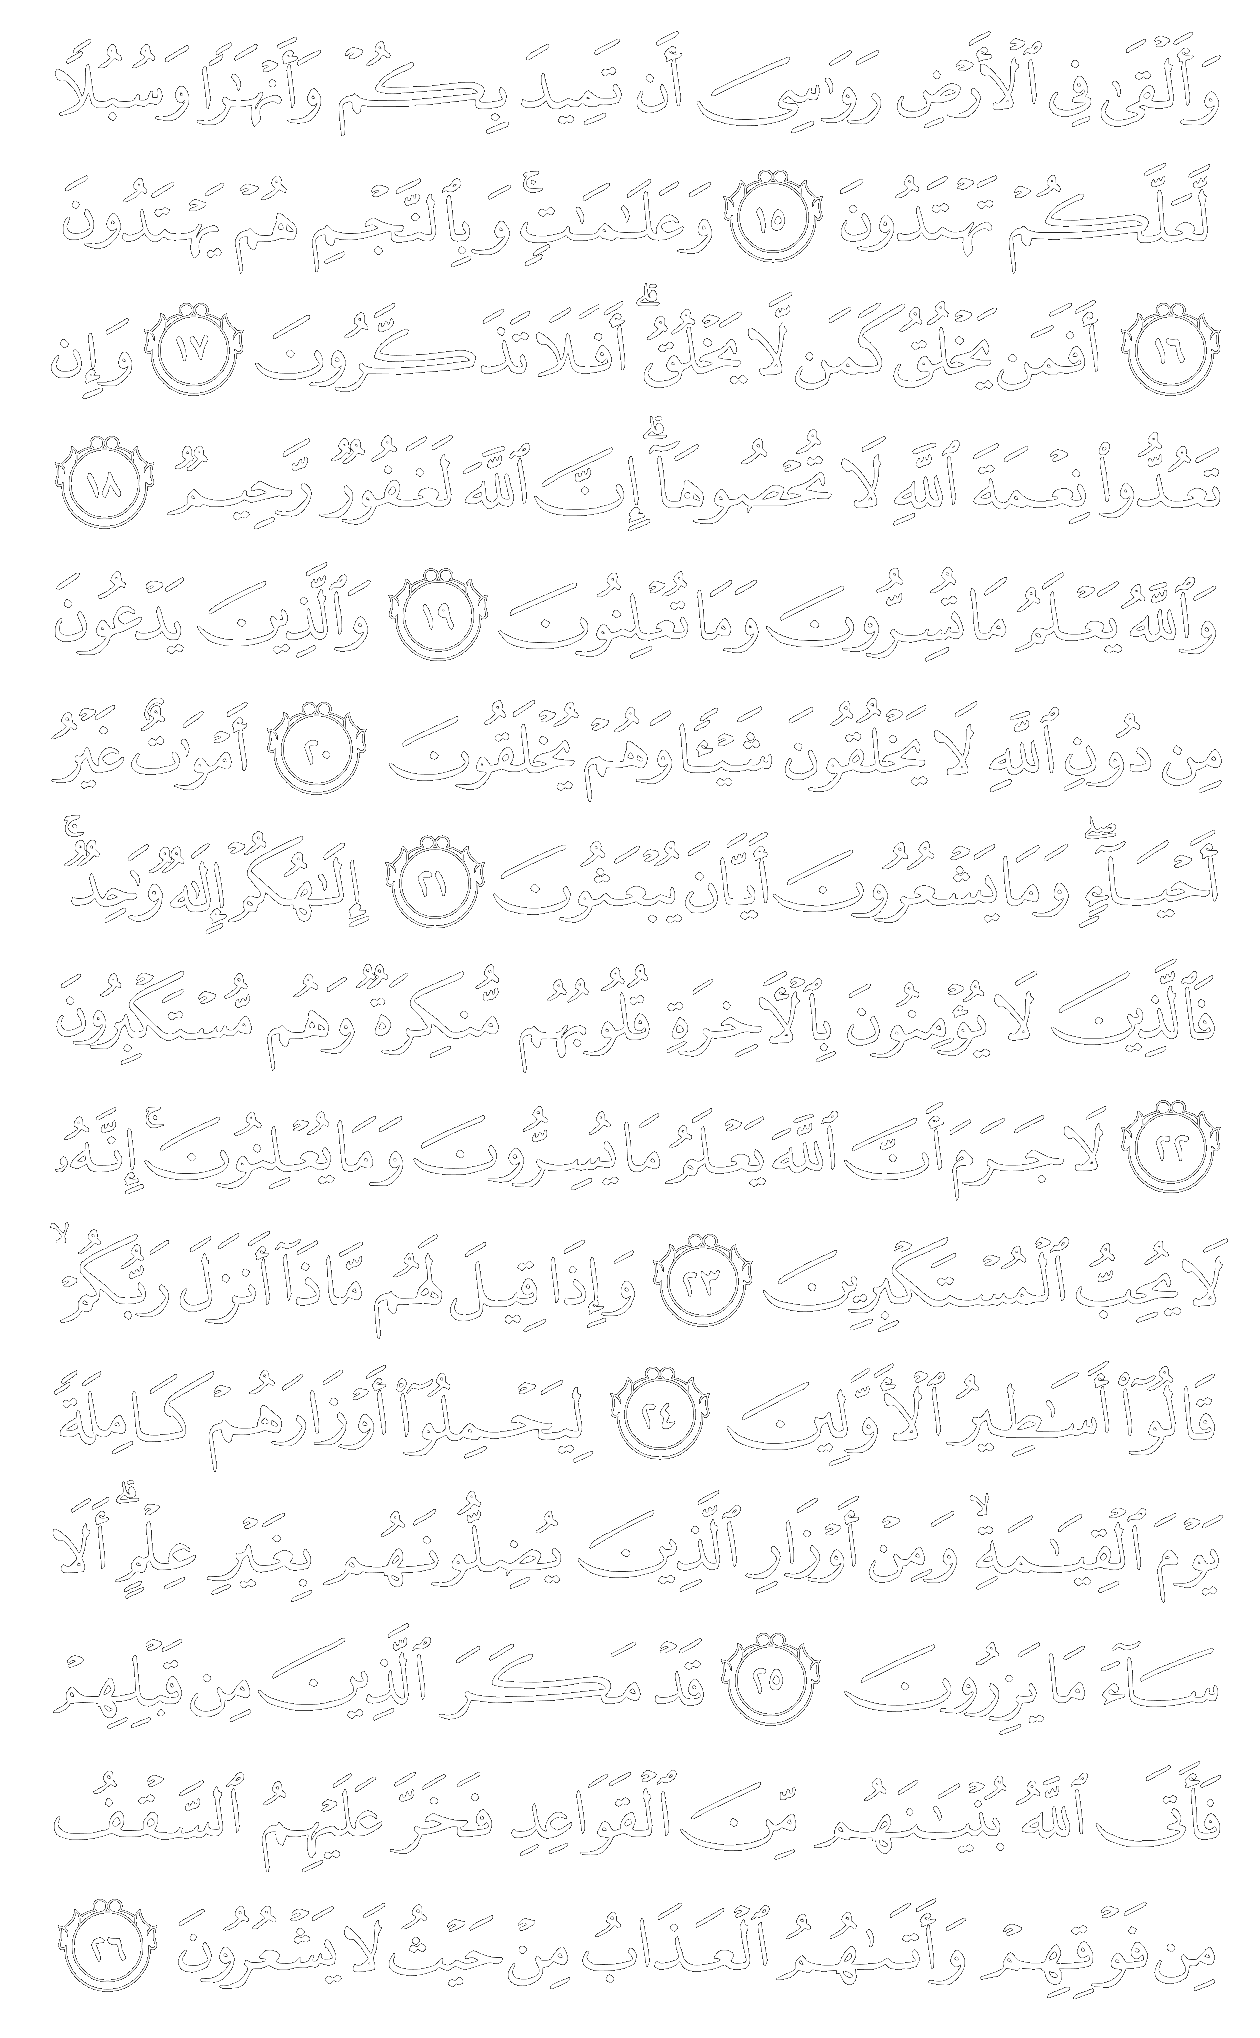 وَأَلْقَىٰ فِى ٱلْأَرْضِ رَوَٰسِىَ أَن تَمِيدَ بِكُمْ وَأَنْهَٰرًا وَسُبُلًا
لَّعَلَّكُمْ تَهْتَدُونَ ١٥ وَعَلَٰمَٰتٍۚ وَبِٱلنَّجْمِ هُمْ يَهْتَدُونَ
١٦ أَفَمَن يَخْلُقُ كَمَن لَّا يَخْلُقُۗ أَفَلَا تَذَكَّرُونَ ١٧ وَإِن
تَعُدُّوا۟ نِعْمَةَ ٱللَّهِ لَا تُحْصُوهَآۗ إِنَّ ٱللَّهَ لَغَفُورٌ رَّحِيمٌ ١٨
وَٱللَّهُ يَعْلَمُ مَا تُسِرُّونَ وَمَا تُعْلِنُونَ ١٩ وَٱلَّذِينَ يَدْعُونَ
مِن دُونِ ٱللَّهِ لَا يَخْلُقُونَ شَيْـًٔا وَهُمْ يُخْلَقُونَ ٢٠ أَمْوَٰتٌ غَيْرُ
أَحْيَآءٍۖ وَمَا يَشْعُرُونَ أَيَّانَ يُبْعَثُونَ ٢١ إِلَٰهُكُمْ إِلَٰهٌ وَٰحِدٌۚ
فَٱلَّذِينَ لَا يُؤْمِنُونَ بِٱلْأَخِرَةِ قُلُوبُهُم مُّنكِرَةٌ وَهُم مُّسْتَكْبِرُونَ
٢٢ لَا جَرَمَ أَنَّ ٱللَّهَ يَعْلَمُ مَا يُسِرُّونَ وَمَا يُعْلِنُونَۚ إِنَّهُۥ
لَا يُحِبُّ ٱلْمُسْتَكْبِرِينَ ٢٣ وَإِذَا قِيلَ لَهُم مَّاذَآ أَنزَلَ رَبُّكُمْۙ
قَالُوٓا۟ أَسَٰطِيرُ ٱلْأَوَّلِينَ ٢٤ لِيَحْمِلُوٓا۟ أَوْزَارَهُمْ كَامِلَةً
يَوْمَ ٱلْقِيَٰمَةِۙ وَمِنْ أَوْزَارِ ٱلَّذِينَ يُضِلُّونَهُم بِغَيْرِ عِلْمٍۗ أَلَا
سَآءَ مَا يَزِرُونَ ٢٥ قَدْ مَكَرَ ٱلَّذِينَ مِن قَبْلِهِمْ
فَأَتَى ٱللَّهُ بُنْيَٰنَهُم مِّنَ ٱلْقَوَاعِدِ فَخَرَّ عَلَيْهِمُ ٱلسَّقْفُ
مِن فَوْقِهِمْ وَأَتَىٰهُمُ ٱلْعَذَابُ مِنْ حَيْثُ لَا يَشْعُرُونَ ٢٦